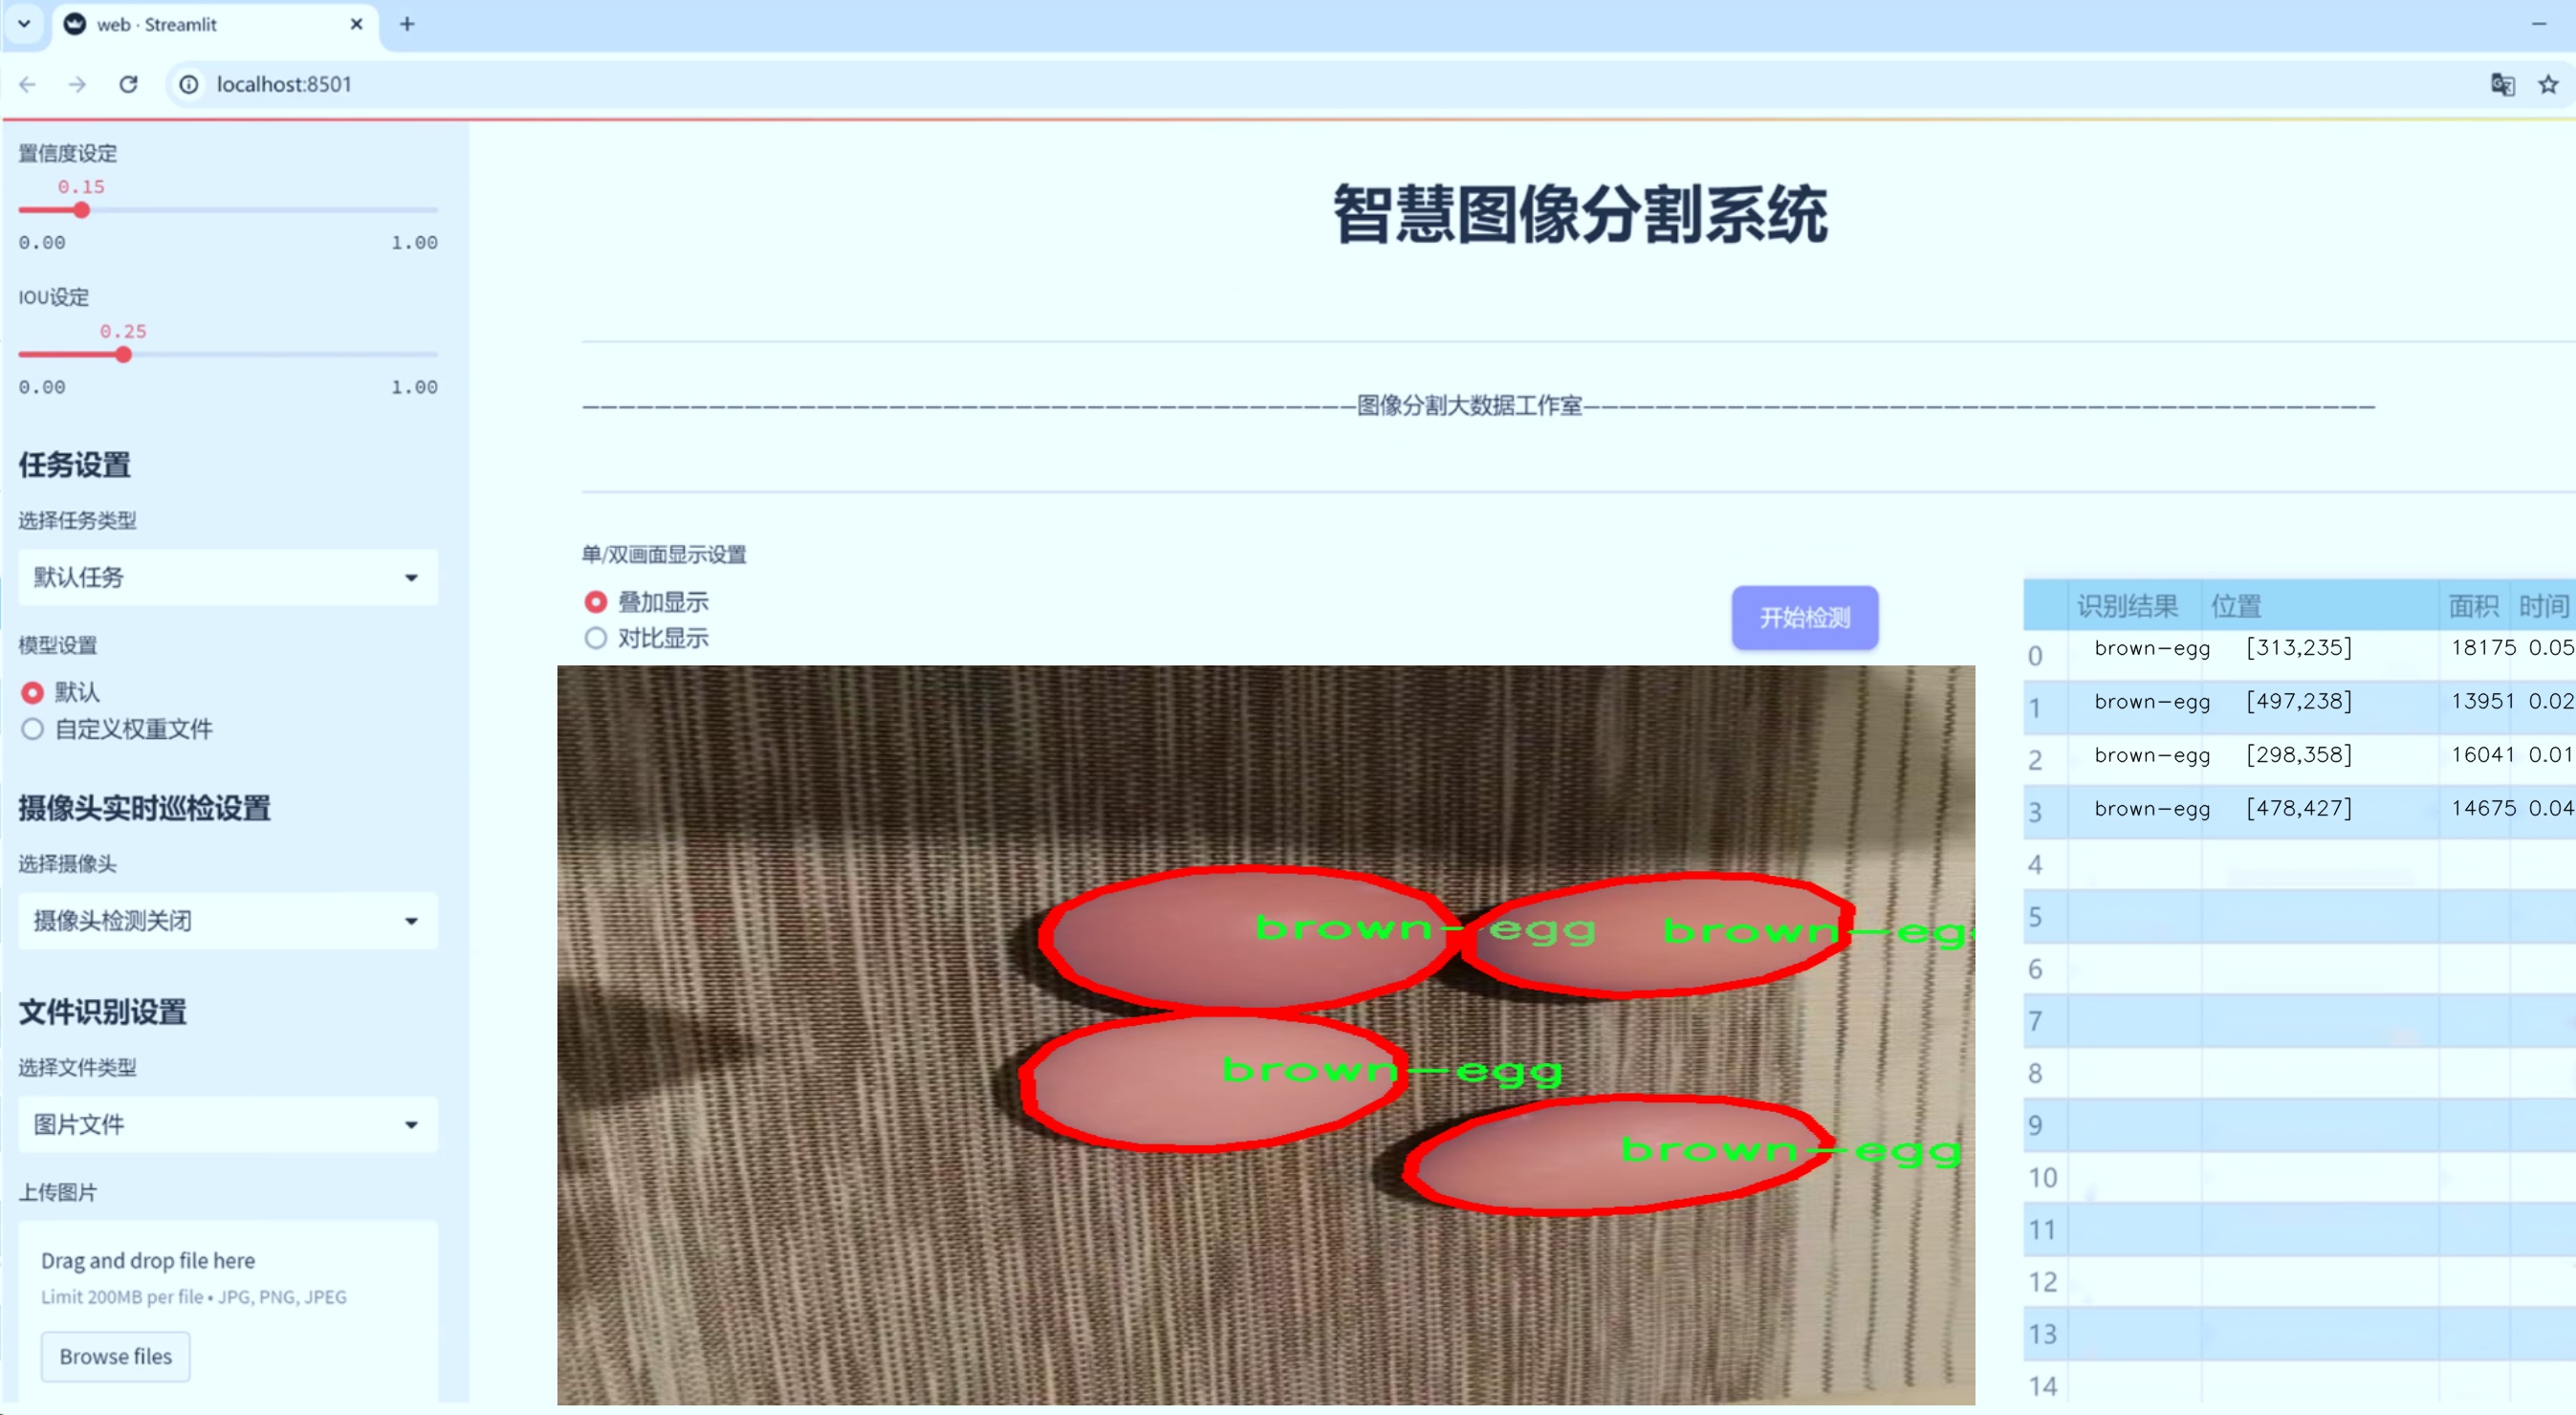 web · Streamlit
localhost:8501
置信度设定
0.15
0.00 1.00
IOU设定
0.25
0.00 1.00
任务设置
选择任务类型
默认任务
模型设置
默认
自定义权重文件
摄像头实时巡检设置
选择摄像头
摄像头检测关闭
文件识别设置
选择文件类型
图片文件
上传图片
Drag and drop file here
Limit 200MB per file • JPG, PNG, JPEG
Browse files
智慧图像分割系统
图像分割大数据工作室
单/双画面显示设置
叠加显示
对比显示
开始检测
brown-egg
brown-eg
brown-egg
brown-egg
识别结果 位置 面积 时间
0 brown-egg [313,235] 18175 0.05
1 brown-egg [497,238] 13951 0.02
2 brown-egg [298,358] 16041 0.01
3 brown-egg [478,427] 14675 0.04
4
5
6
7
8
9
10
11
12
13
14